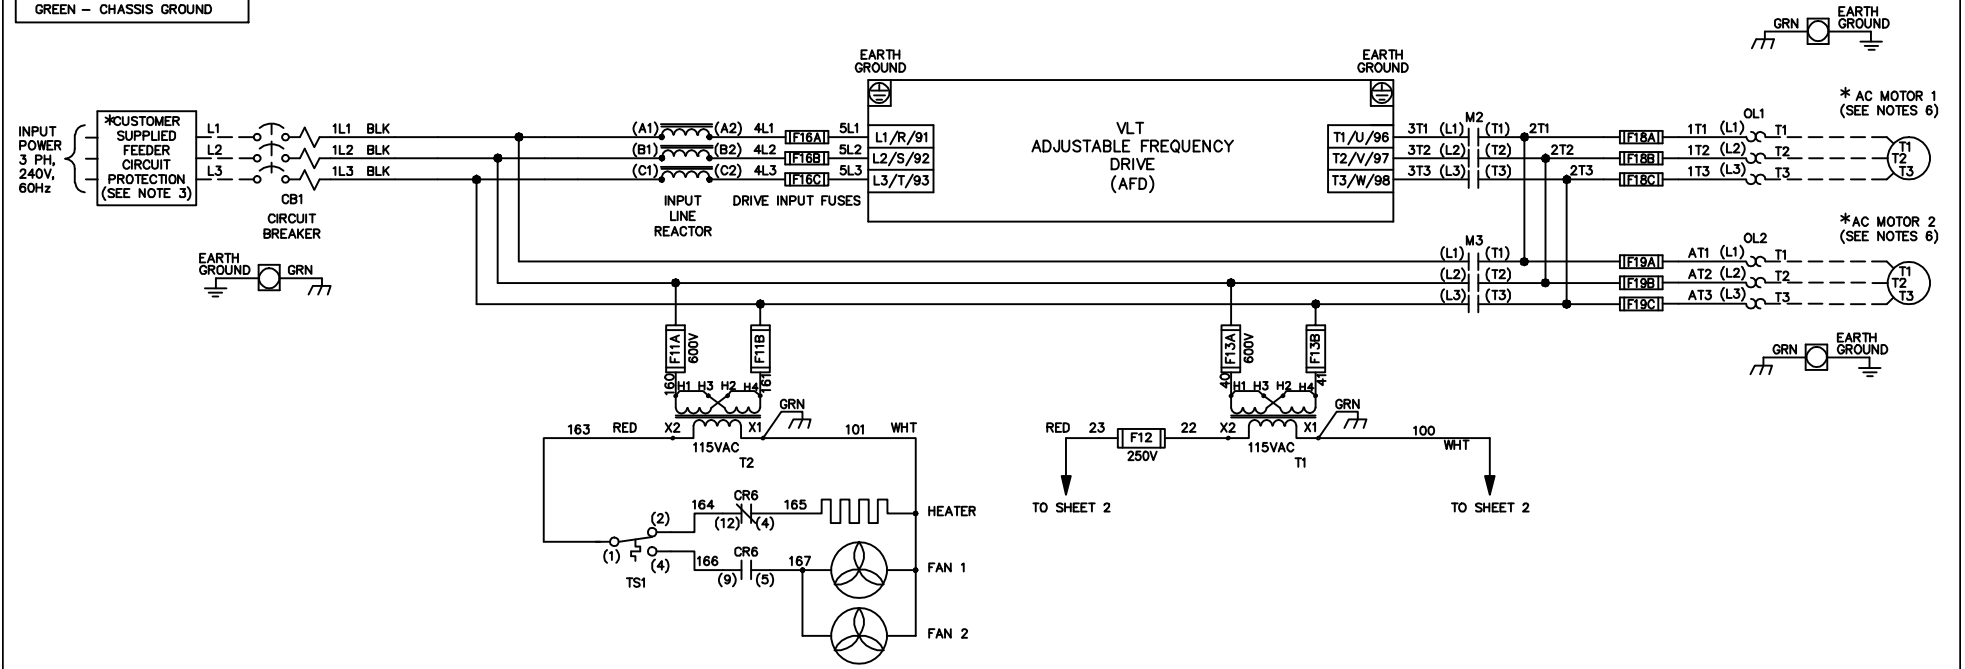 GREEN – CHASSIS GROUND
INPUT
POWER
3 PH,
240V,
60Hz
*CUSTOMER
SUPPLIED
FEEDER
CIRCUIT
PROTECTION
(SEE NOTE 3)
L1
L2
L3
CB1
CIRCUIT
BREAKER
1L1 BLK
1L2 BLK
1L3 BLK
EARTH
GROUND
GRN
(A1) (A2) 4L1 F16A 5L1
(B1) (B2) 4L2 F16B 5L2
(C1) (C2) 4L3 F16C 5L3
INPUT
LINE
REACTOR
DRIVE INPUT FUSES
EARTH
GROUND
L1/R/91
L2/S/92
L3/T/93
VLT
ADJUSTABLE FREQUENCY
DRIVE
(AFD)
EARTH
GROUND
T1/U/96
T2/V/97
T3/W/98
M2
3T1 (L1) (T1) 2T1
3T2 (L2) (T2) 2T2
3T3 (L3) (T3) 2T3
F18A 1T1 (L1) OL1 T1
F18B 1T2 (L2) T2
F18C 1T3 (L3) T3
GRN
EARTH
GROUND
* AC MOTOR 1
(SEE NOTES 6)
T1
T2
T3
M3
(L1) (T1)
(L2) (T2)
(L3) (T3)
F19A AT1 (L1) OL2 T1
F19B AT2 (L2) T2
F19C AT3 (L3) T3
*AC MOTOR 2
(SEE NOTES 6)
T1
T2
T3
GRN
EARTH
GROUND
F11A
600V
F11B
160
161
H1 H3 H2 H4
GRN
163 RED X2 X1 101 WHT
115VAC
T2
F13A
600V
F13B
40
41
H1 H3 H2 H4
GRN
RED 23 F12 22 X2 X1 100
WHT
250V
115VAC
T1
TO SHEET 2
TO SHEET 2
164 CR6 165
(12) (4)
HEATER
(2)
(1)
(4)
TS1
166 CR6 167
(9) (5)
FAN 1
FAN 2